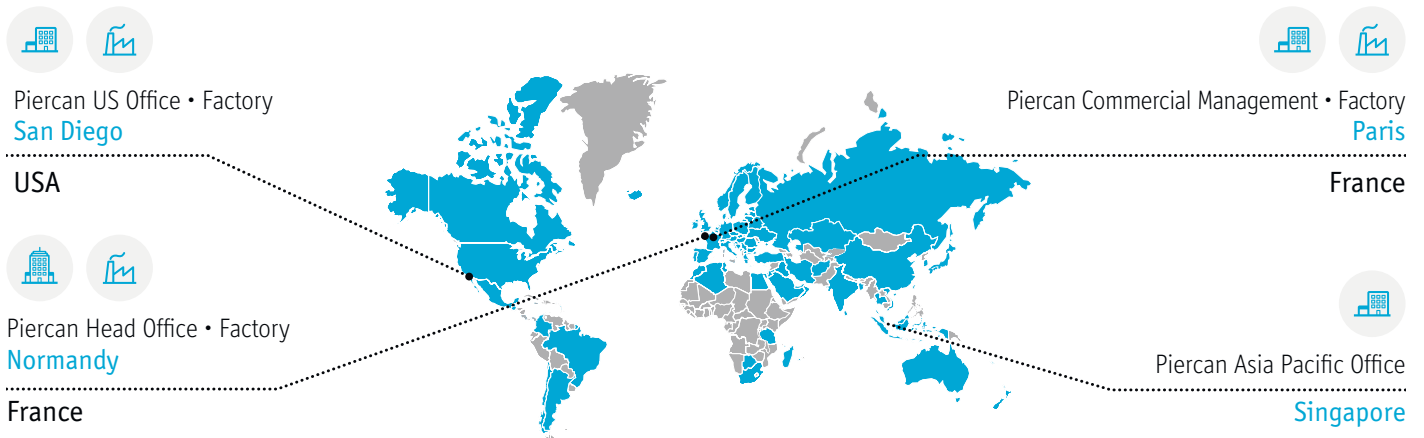 Piercan US Office • Factory
San Diego
USA
Piercan Head Office • Factory
Normandy
France
Piercan Commercial Management • Factory
Paris
France
Piercan Asia Pacific Office
Singapore